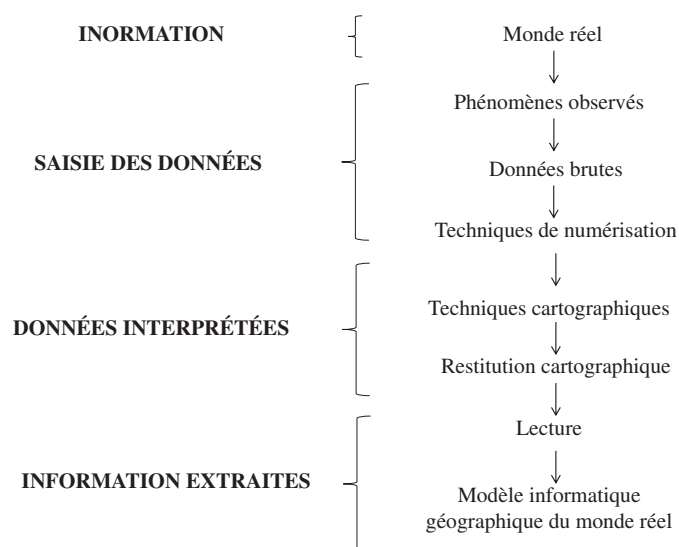 INORMATION
Monde réel
Phénomènes observés
SAISIE DES DONNÉES
Données brutes
Techniques de numérisation
Techniques cartographiques
DONNÉES INTERPRÉTÉES
Restitution cartographique
Lecture
INFORMATION EXTRAITES
Modèle informatique
géographique du monde réel